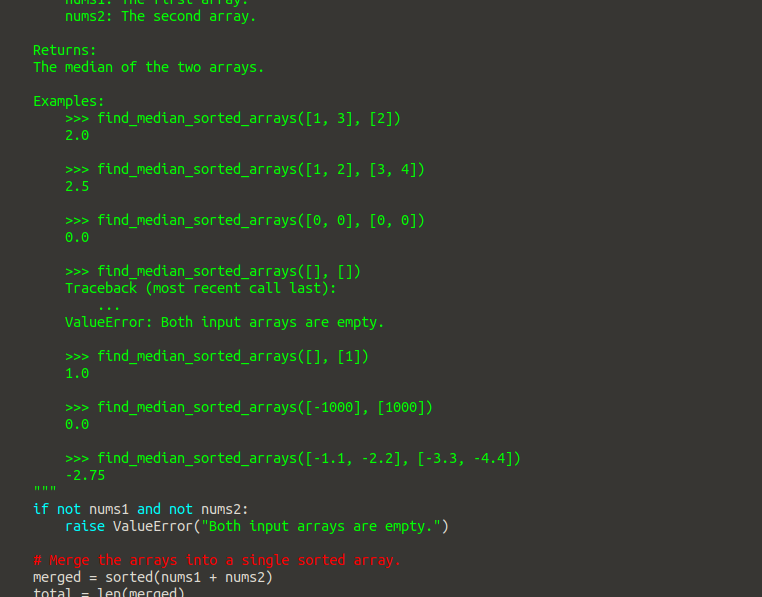 nums1: The first array.
nums2: The second array.
Returns:
The median of the two arrays.
Examples:
>>> find_median_sorted_arrays([1, 3], [2])
2.0
>>> find_median_sorted_arrays([1, 2], [3, 4])
2.5
>>> find_median_sorted_arrays([0, 0], [0, 0])
0.0
>>> find_median_sorted_arrays([], [])
Traceback (most recent call last):
...
ValueError: Both input arrays are empty.
>>> find_median_sorted_arrays([], [1])
1.0
>>> find_median_sorted_arrays([-1000], [1000])
0.0
>>> find_median_sorted_arrays([-1.1, -2.2], [-3.3, -4.4])
-2.75
"""
if not nums1 and not nums2:
raise ValueError("Both input arrays are empty.")
# Merge the arrays into a single sorted array.
merged = sorted(nums1 + nums2)
total = len(merged)